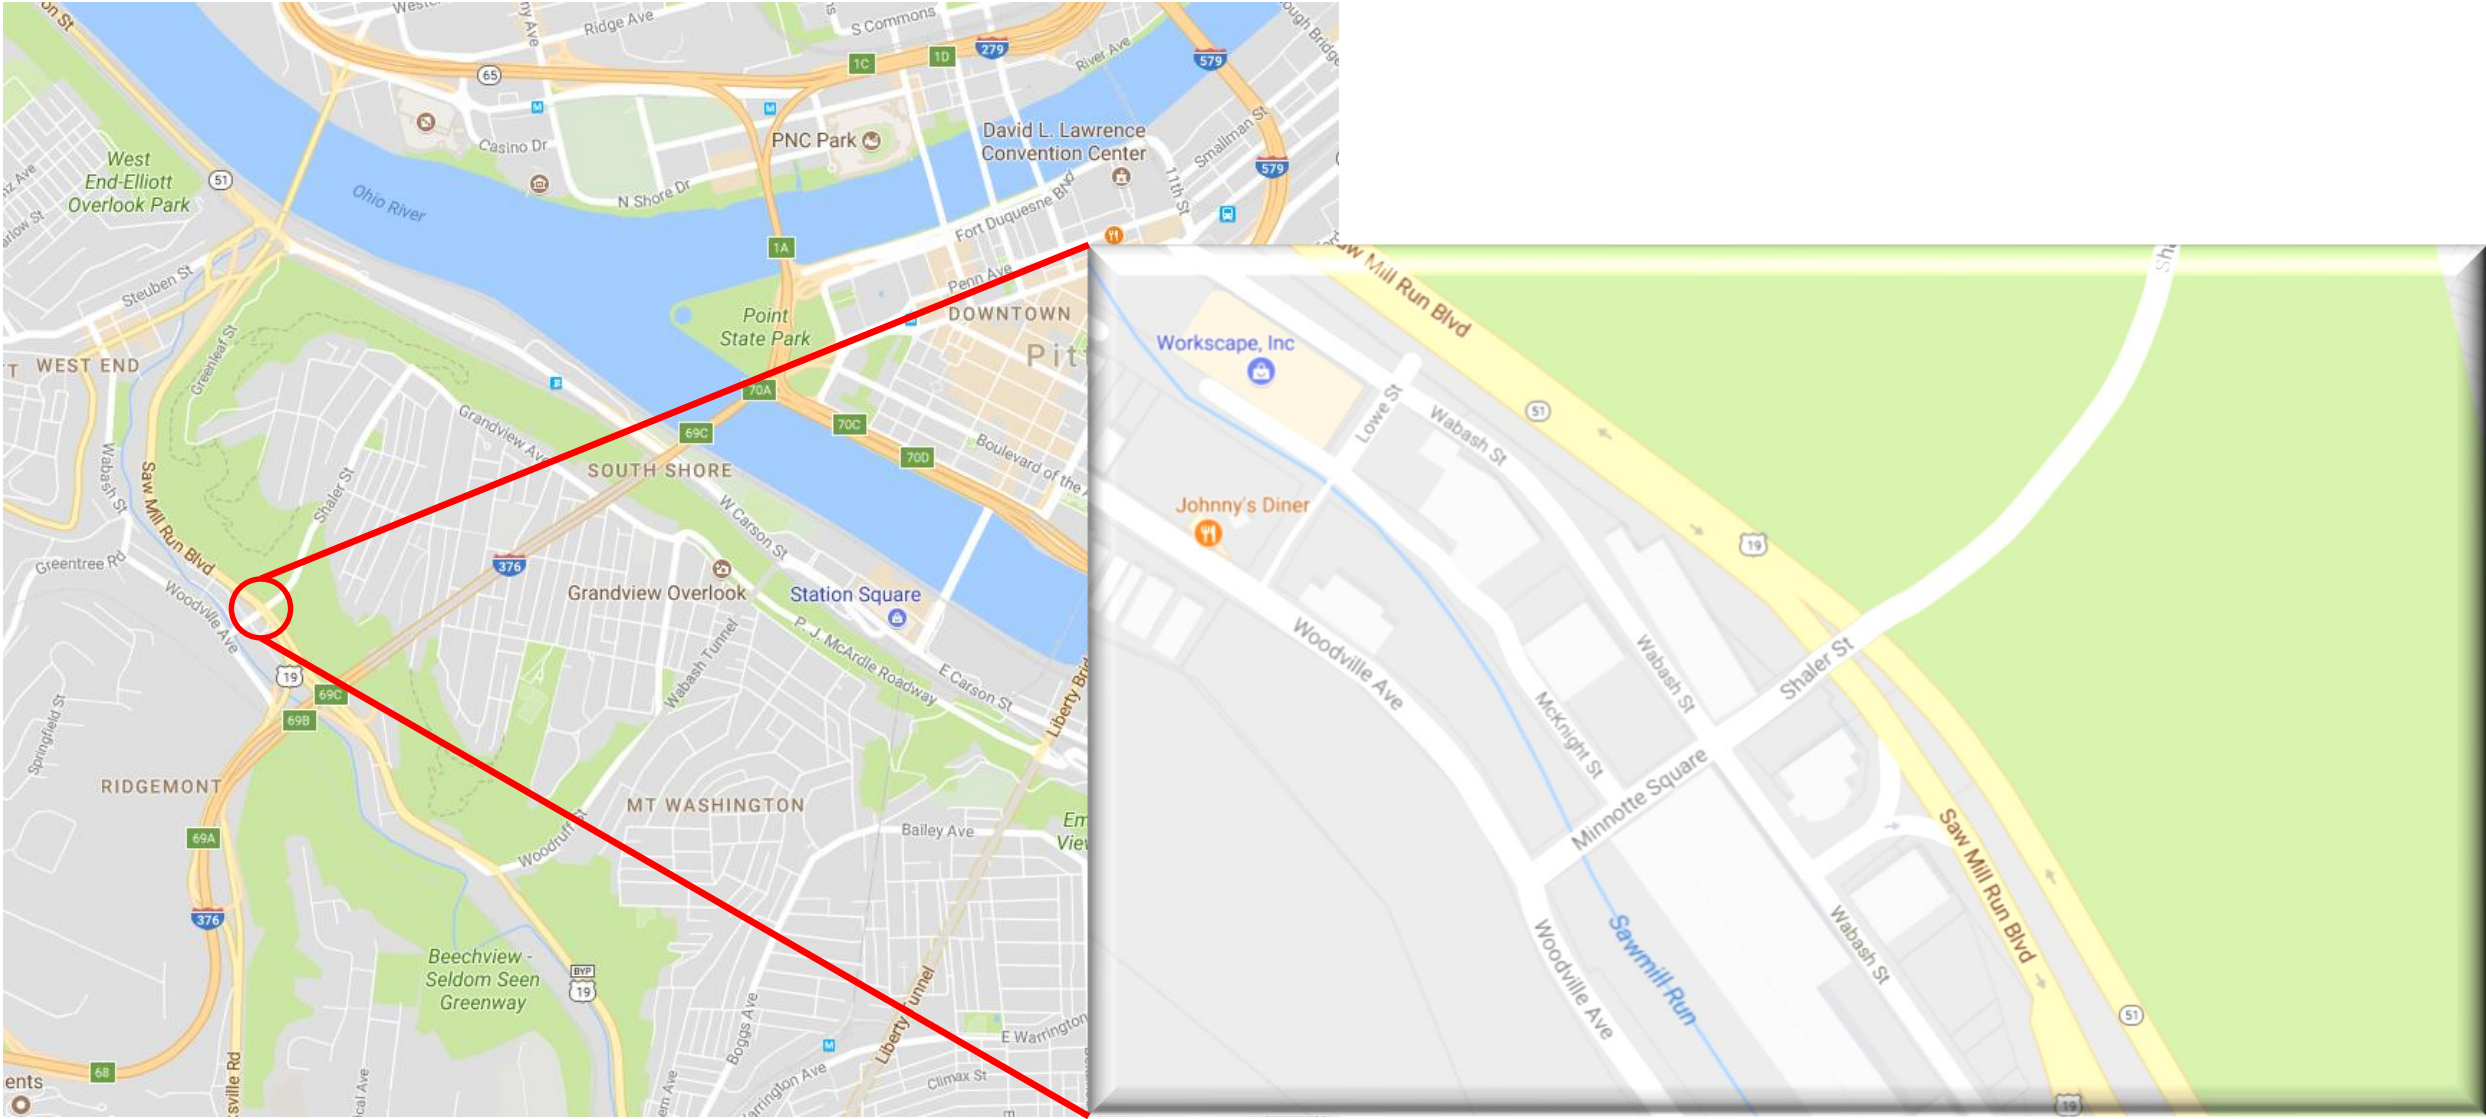 Ridge Ave
S Commons
1C
1D
279
River Ave
579
65
Casino Dr
PNC Park
David L. Lawrence
Convention Center
Smallman St
579
11th St
West
End-Elliott
Overlook Park
51
Ohio River
N Shore Dr
Fort Duquesne Blvd
1A
Steuben St
Penn Ave
Point
State Park
DOWNTOWN
WEST END
Greenleaf St
70A
Grandview Ave
69C
70C
70D
Boulevard of the
SOUTH SHORE
Wabash St
Saw Mill Run Blvd
Shaler St
W Carson St
Greentree Rd
Woodville Ave
376
Grandview Overlook
Station Square
Wabash Tunnel
P. J. McArdle Roadway
E Carson St
19
69C
69B
Springfield St
RIDGEMONT
MT WASHINGTON
69A
Woodruff St
Bailey Ave
376
Beechview -
Seldom Seen
Greenway
BYP
19
Boggs Ave
Liberty Tunnel
E Warrington
68
Climax St
Saw Mill Run Blvd
Workscape, Inc
Lowe St
Wabash St
51
Johnny's Diner
19
Woodville Ave
Wabash St
Shaler St
McKnight St
Minnotte Square
Saw Mill Run Blvd
Wabash St
Woodville Ave
Sawmill Run
51
19